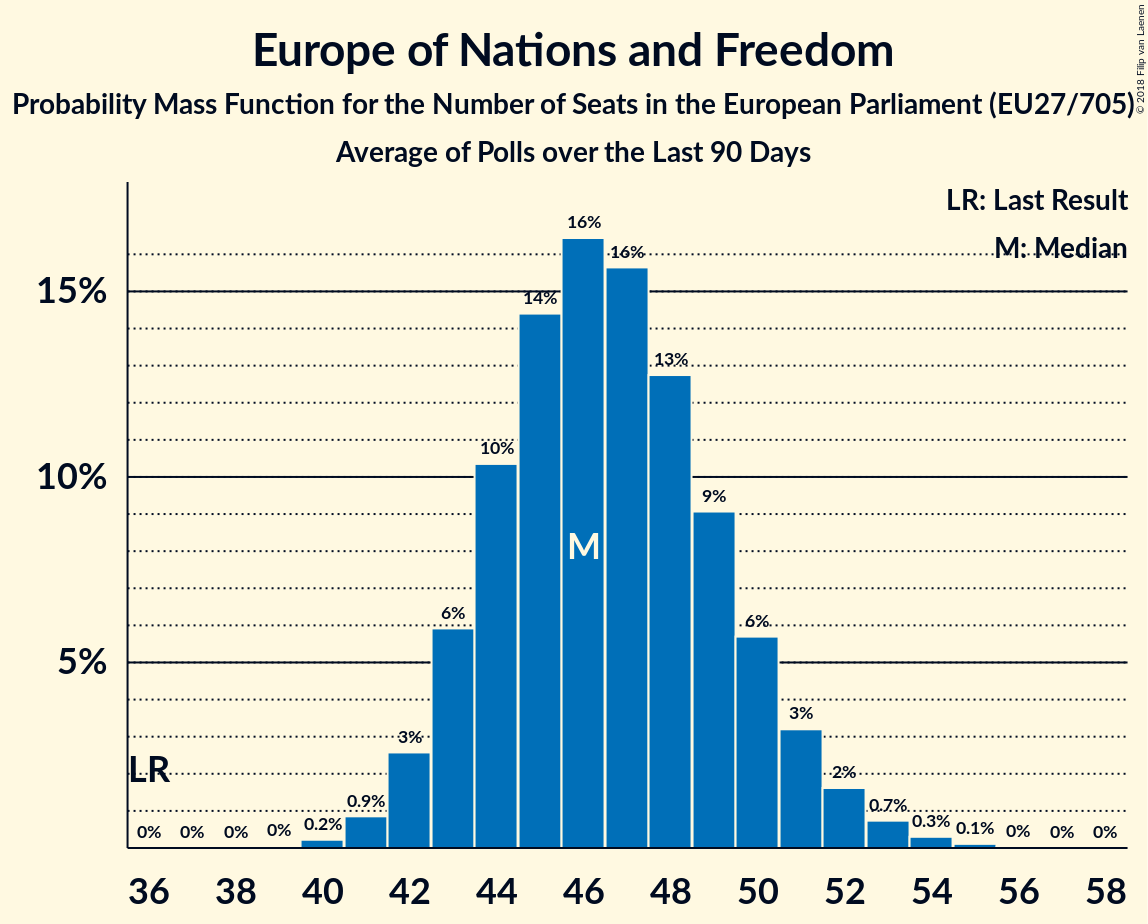 Europe of Nations and Freedom
Probability Mass Function for the Number of Seats in the European Parliament (EU27/705)
Average of Polls over the Last 90 Days
© 2018 Filip van Laenen
LR: Last Result
M: Median
15%
10%
5%
0%
0%
0%
0%
0.2%
0.9%
3%
6%
10%
14%
16%
16%
13%
9%
6%
3%
2%
0.7%
0.3%
0.1%
0%
0%
0%
LR
M
36 38 40 42 44 46 48 50 52 54 56 58